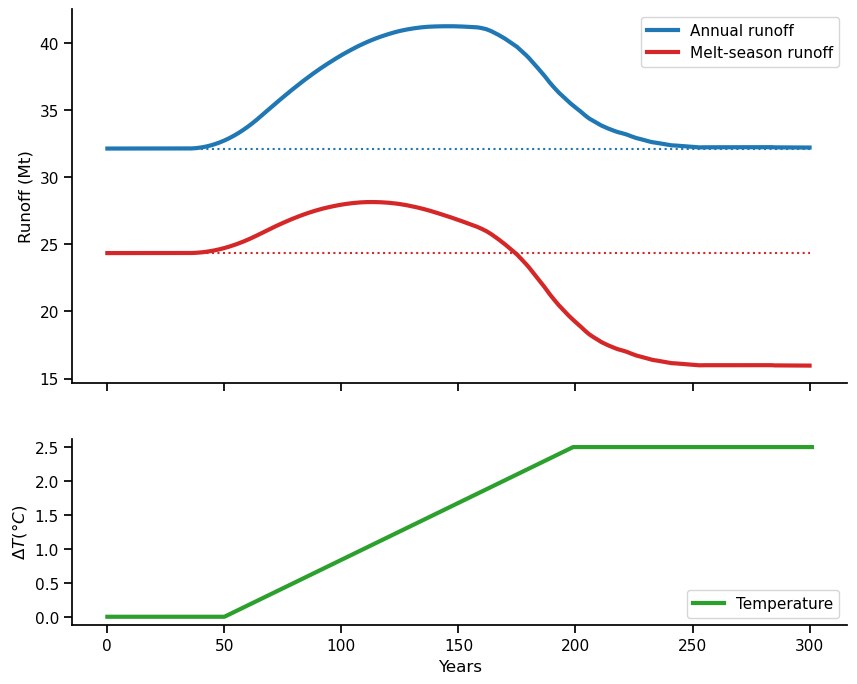 Runoff (Mt)
40
35
30
25
20
15
Annual runoff
Melt-season runoff
ΔT(°C)
2.5
2.0
1.5
1.0
0.5
0.0
Temperature
0 50 100 150 200 250 300
Years